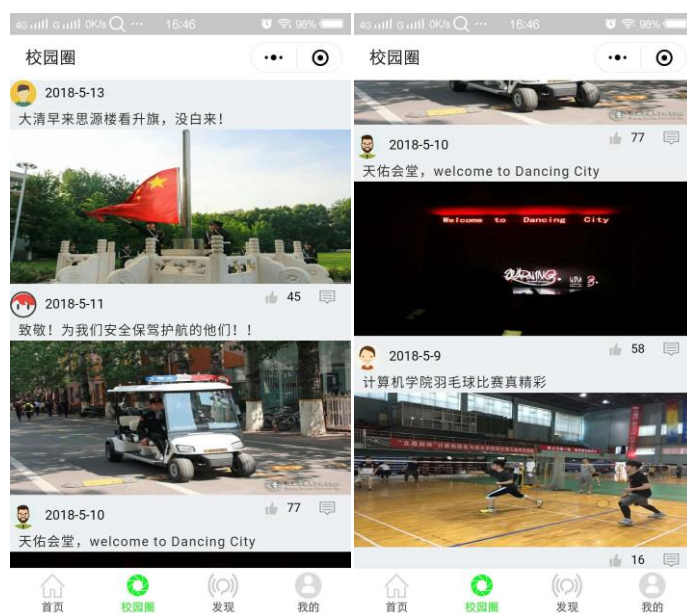 4G 0K/s ··· 16:46 98%
校园圈
2018-5-13
大清早来思源楼看升旗，没白来！
45
2018-5-11
致敬！为我们安全保驾护航的他们！！
77
2018-5-10
天佑会堂，welcome to Dancing City
首页 校园圈 发现 我的
4G 0K/s ··· 16:46 98%
校园圈
77
2018-5-10
天佑会堂，welcome to Dancing City
Welcome to Dancing City
58
2018-5-9
计算机学院羽毛球比赛真精彩
16
首页 校园圈 发现 我的